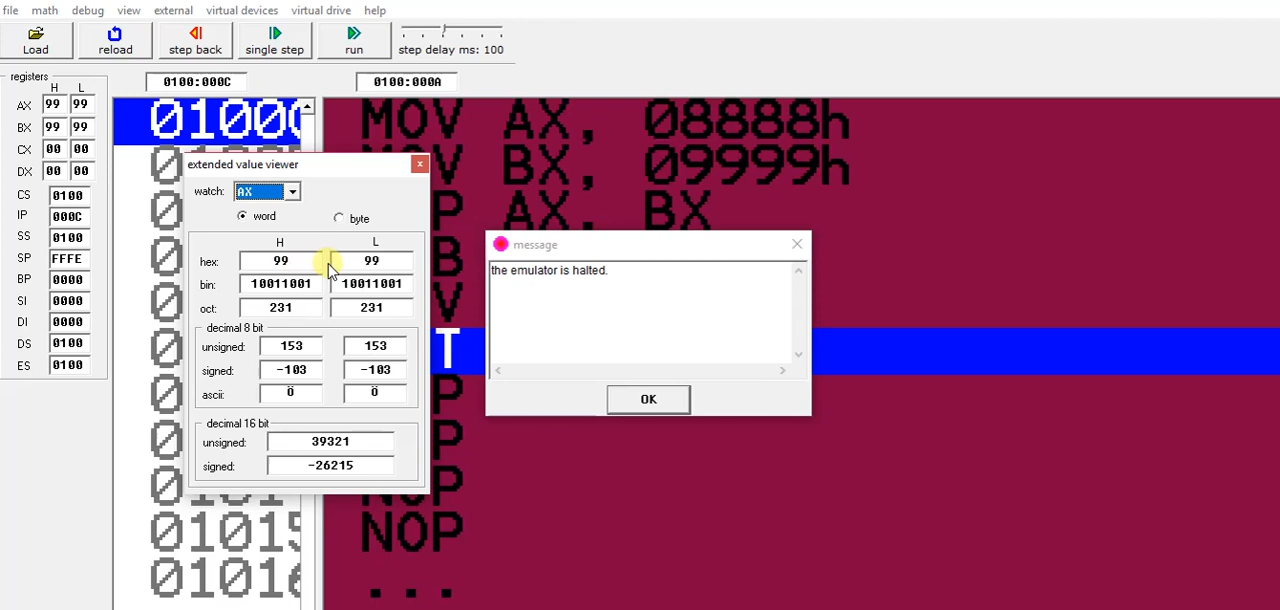 file math debug view external virtual devices virtual drive help
Load reload step back single step run step delay ms: 100
registers
H L
0100:000C 0100:000A
AX 99 99
BX 99 99
CX 00 00
DX 00 00
CS 0100
IP 000C
SS 0100
SP FFFE
BP 0000
SI 0000
DI 0000
DS 0100
ES 0100
MOV AX, 08888h
BX, 09999h
AX, BX
T
NOP
NOP
...
extended value viewer
watch: AX
word byte
H L
hex: 99 99
bin: 10011001 10011001
oct: 231 231
decimal 8 bit
unsigned: 153 153
signed: -103 -103
ascii: Ö Ö
decimal 16 bit
unsigned: 39321
signed: -26215
message
the emulator is halted.
OK